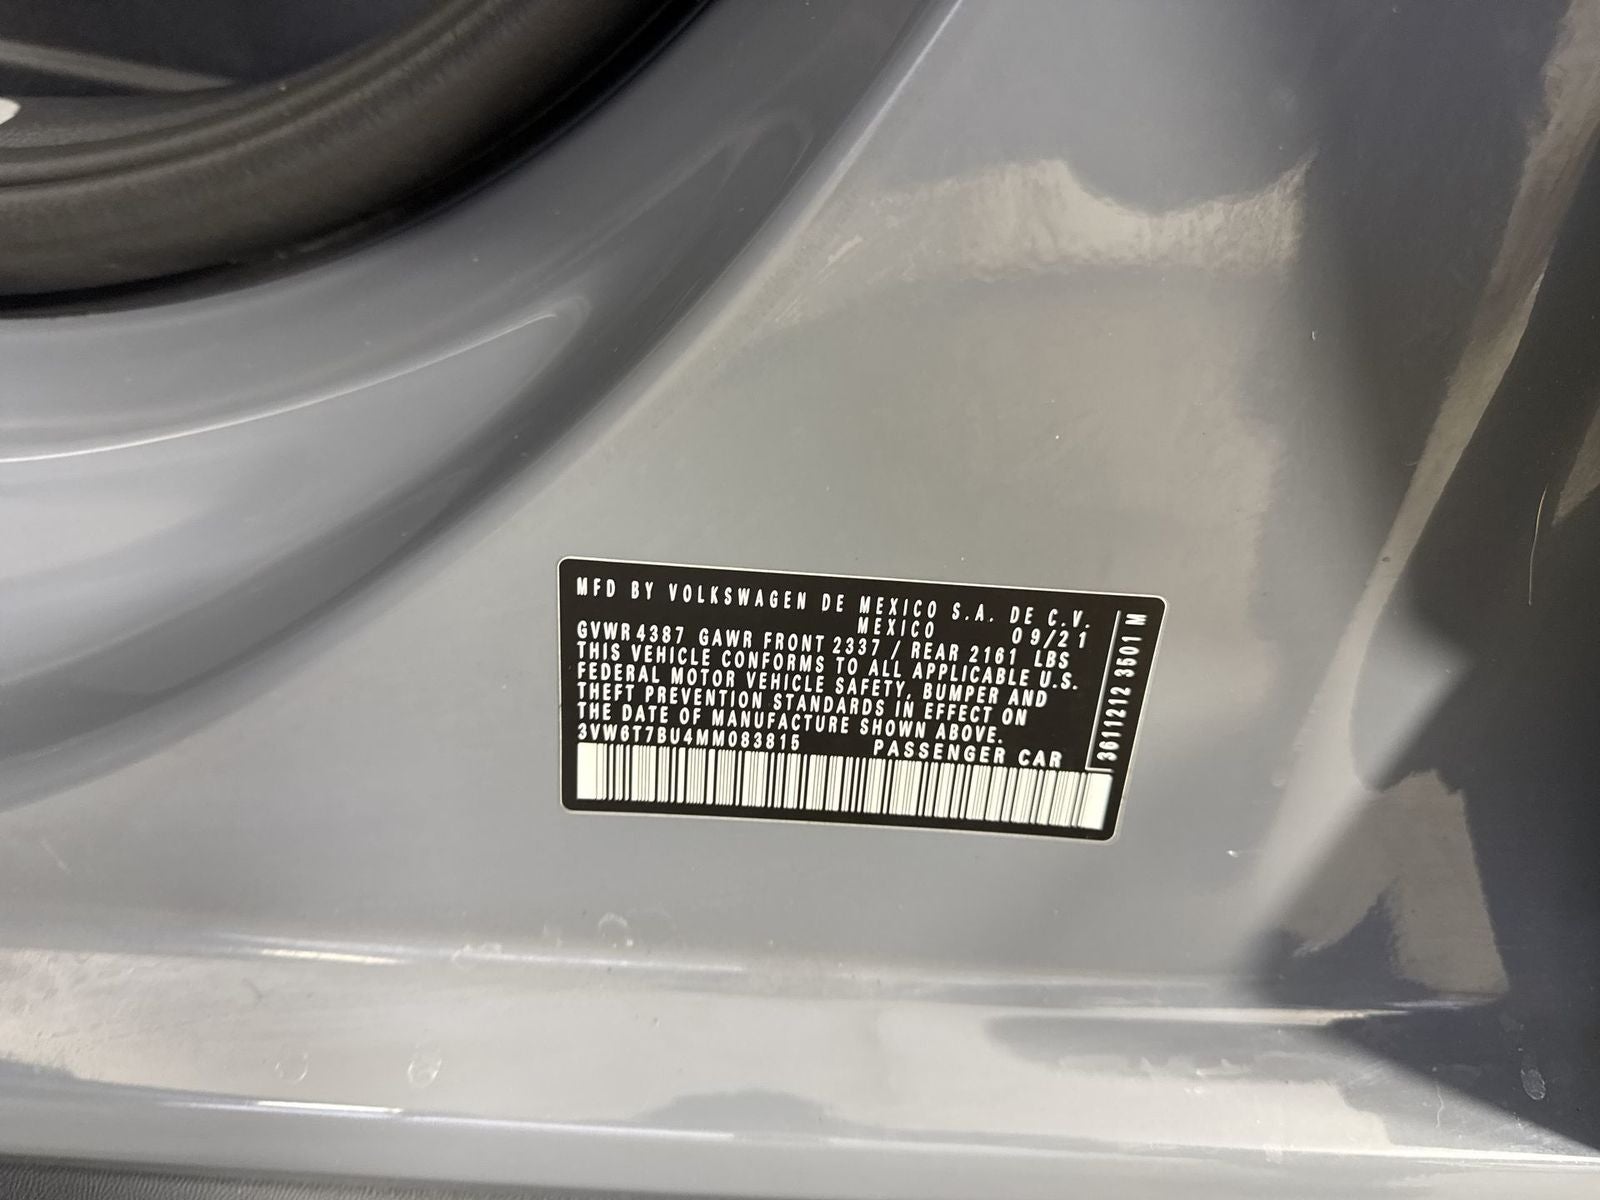 MFD BY VOLKSWAGEN DE MEXICO S.A. DE C.V.
MEXICO 09/21
GVWR 4387 GAWR FRONT 2337 / REAR 2161 LBS
THIS VEHICLE CONFORMS TO ALL APPLICABLE U.S.
FEDERAL MOTOR VEHICLE SAFETY, BUMPER AND
THEFT PREVENTION STANDARDS IN EFFECT ON
THE DATE OF MANUFACTURE SHOWN ABOVE.
3VW6T7BU4MM083815 PASSENGER CAR
3611212 3501 M